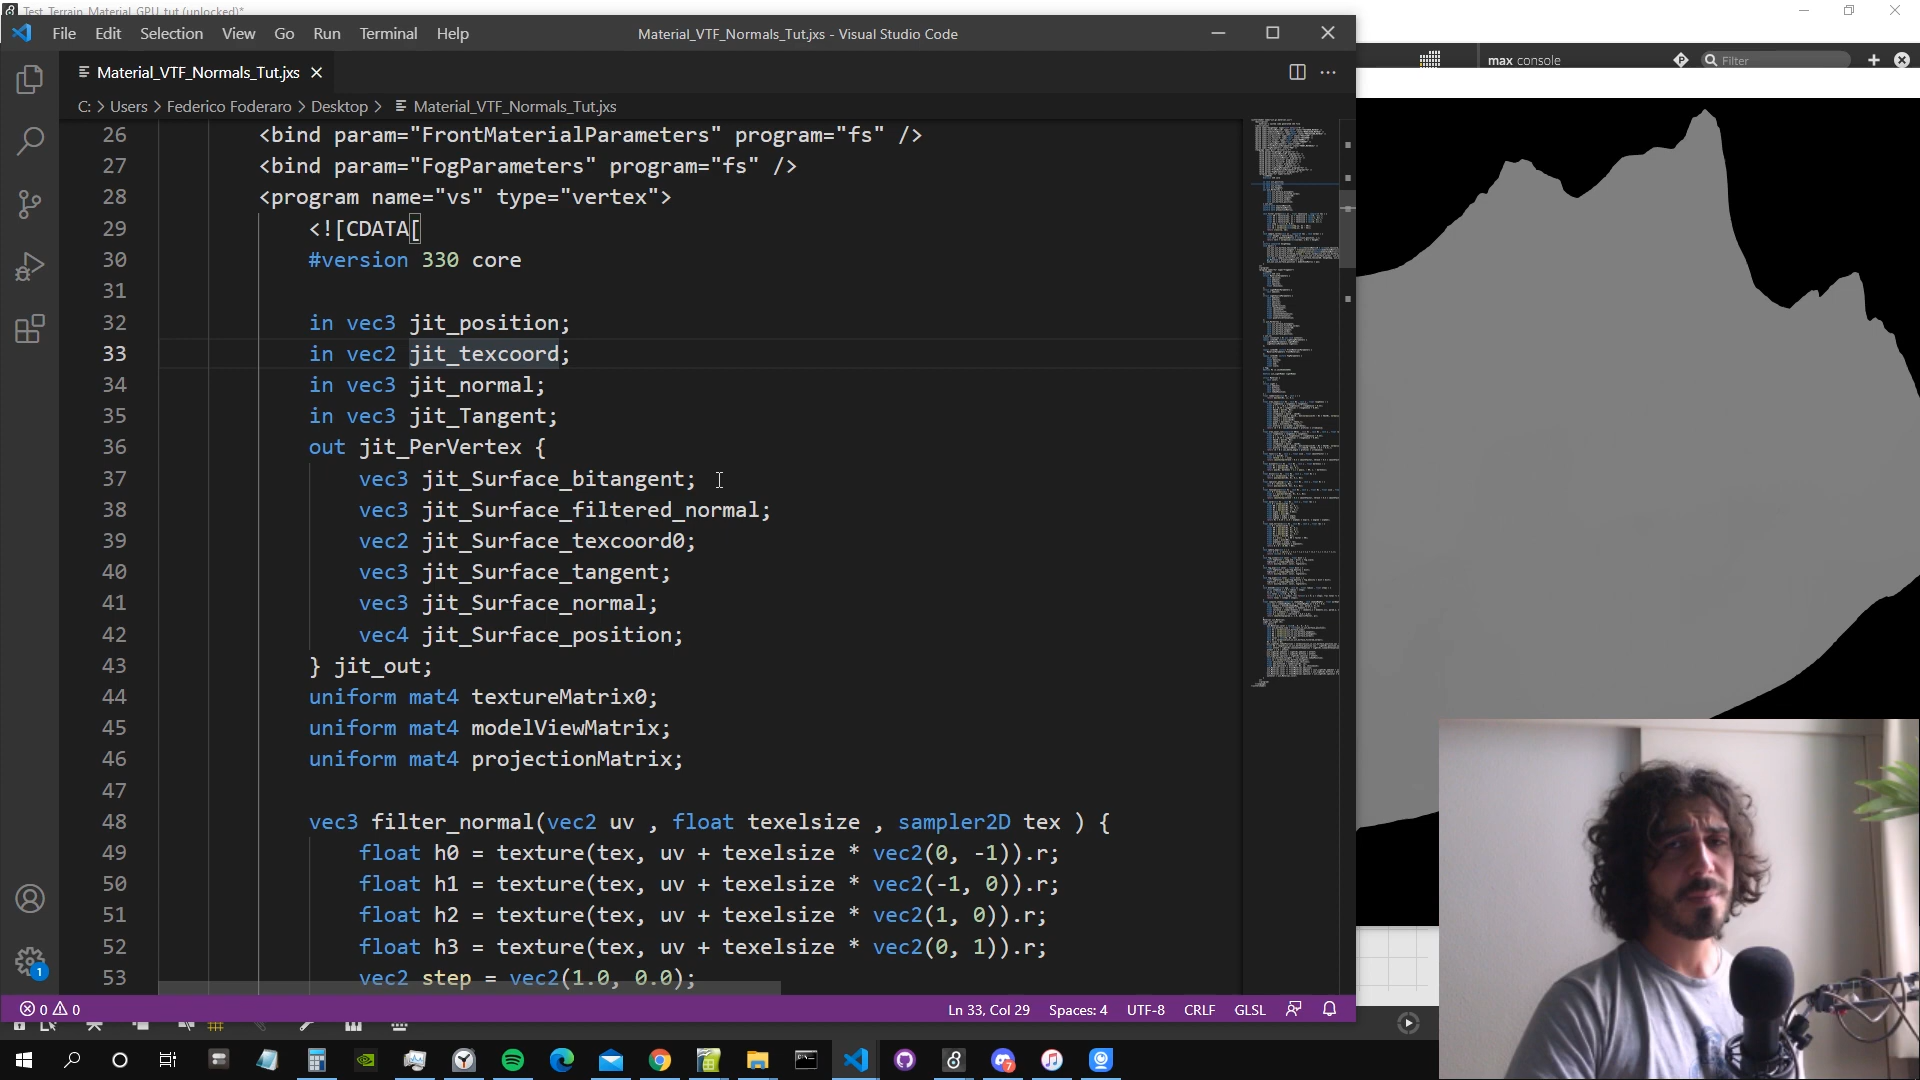 Test_Terrain_Material_GPU_tut (unlocked)*
File Edit Selection View Go Run Terminal Help
Material_VTF_Normals_Tut.jxs - Visual Studio Code
max console
Filter
Material_VTF_Normals_Tut.jxs
C: > Users > Federico Foderaro > Desktop > Material_VTF_Normals_Tut.jxs
26 <bind param="FrontMaterialParameters" program="fs" />
27 <bind param="FogParameters" program="fs" />
28 <program name="vs" type="vertex">
29 <![CDATA[
30 #version 330 core
31
32 in vec3 jit_position;
33 in vec2 jit_texcoord;
34 in vec3 jit_normal;
35 in vec3 jit_Tangent;
36 out jit_PerVertex {
37 vec3 jit_Surface_bitangent;
38 vec3 jit_Surface_filtered_normal;
39 vec2 jit_Surface_texcoord0;
40 vec3 jit_Surface_tangent;
41 vec3 jit_Surface_normal;
42 vec4 jit_Surface_position;
43 } jit_out;
44 uniform mat4 textureMatrix0;
45 uniform mat4 modelViewMatrix;
46 uniform mat4 projectionMatrix;
47
48 vec3 filter_normal(vec2 uv , float texelsize , sampler2D tex ) {
49 float h0 = texture(tex, uv + texelsize * vec2(0, -1)).r;
50 float h1 = texture(tex, uv + texelsize * vec2(-1, 0)).r;
51 float h2 = texture(tex, uv + texelsize * vec2(1, 0)).r;
52 float h3 = texture(tex, uv + texelsize * vec2(0, 1)).r;
53 vec2 step = vec2(1.0, 0.0);
1
0 0
Ln 33, Col 29 Spaces: 4 UTF-8 CRLF GLSL